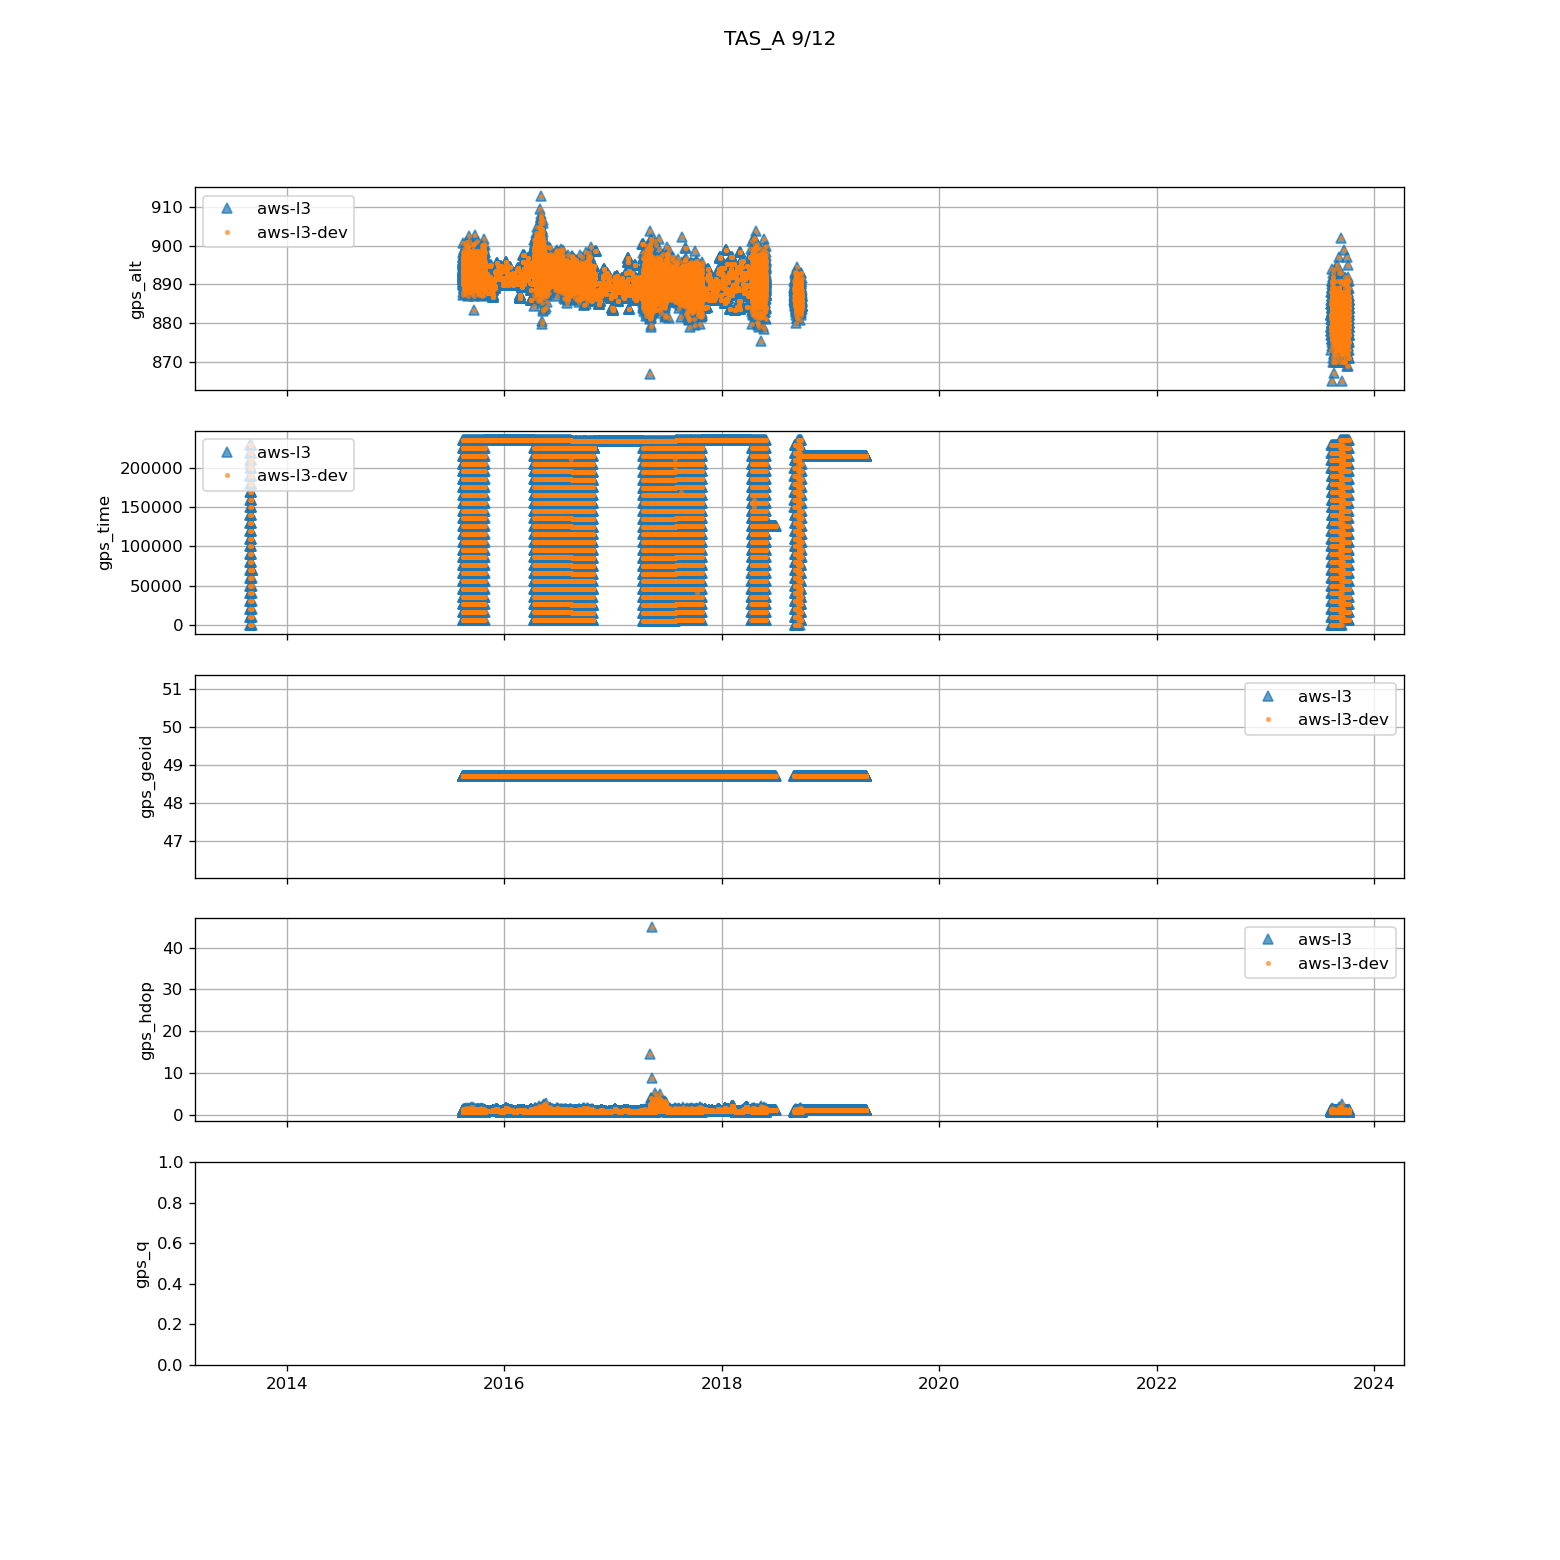 TAS_A 9/12
gps_alt
910
900
890
880
870
aws-l3
aws-l3-dev
gps_time
200000
150000
100000
50000
0
aws-l3
aws-l3-dev
gps_geoid
51
50
49
48
47
aws-l3
aws-l3-dev
gps_hdop
40
30
20
10
0
aws-l3
aws-l3-dev
gps_q
1.0
0.8
0.6
0.4
0.2
0.0
2014 2016 2018 2020 2022 2024